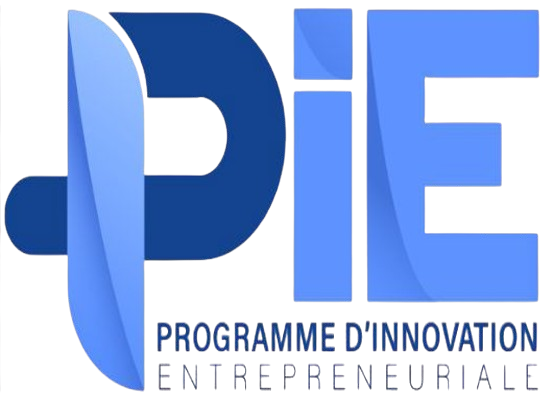 PiE
PROGRAMME D'INNOVATION
ENTREPRENEURIALE